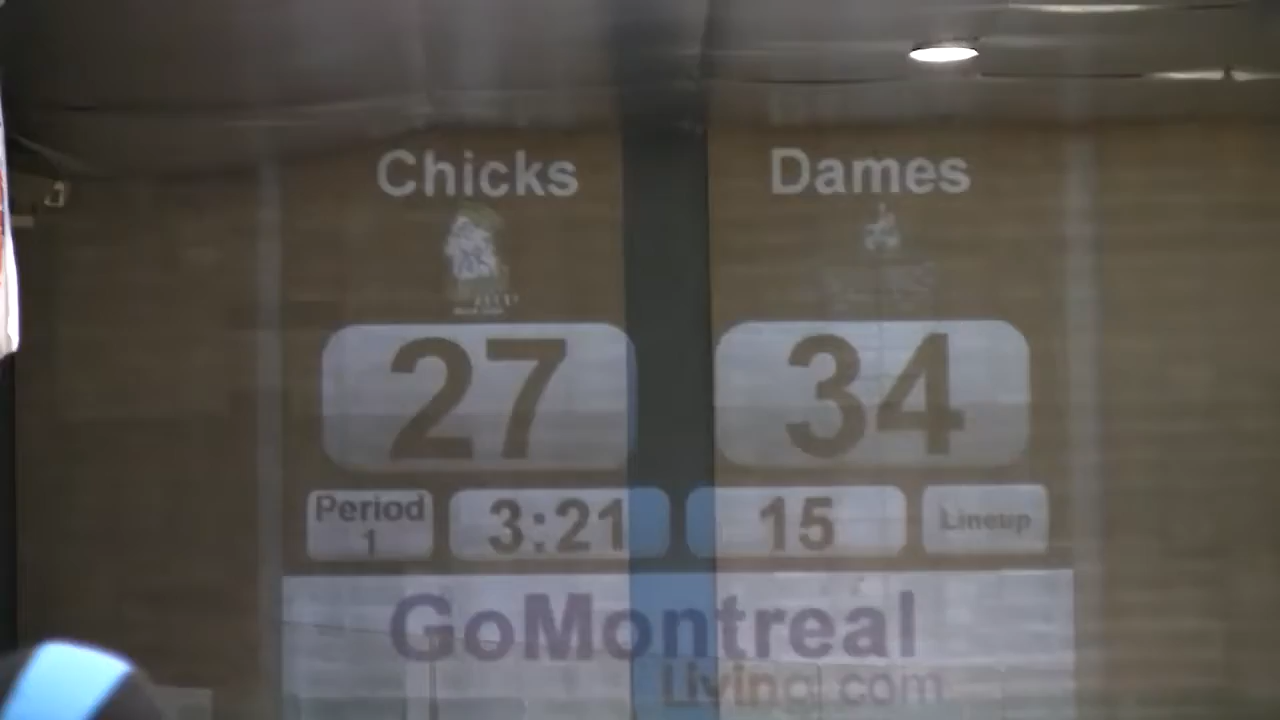 Chicks
Dames
27
34
Period
1
3:21
15
Lineup
GoMontreal
Living.com